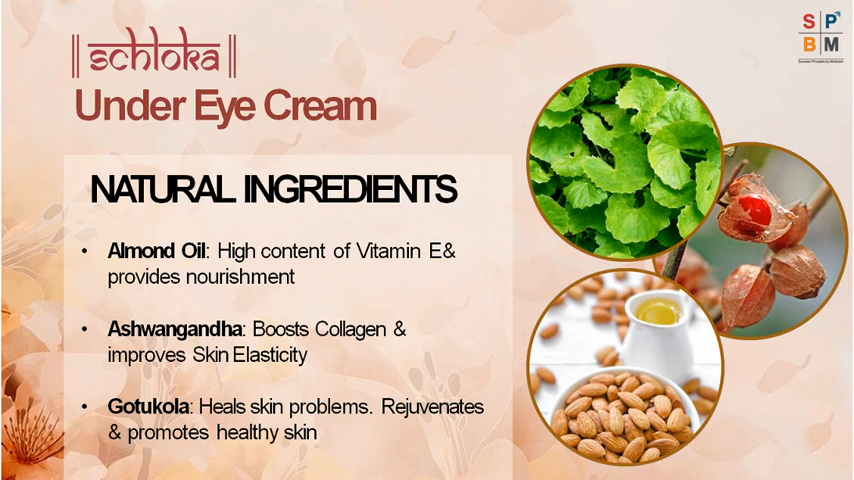 || schloka ||
Under Eye Cream
NATURAL INGREDIENTS
• Almond Oil: High content of Vitamin E&
provides nourishment
• Ashwangandha: Boosts Collagen &
improves Skin Elasticity
• Gotukola: Heals skin problems. Rejuvenates
& promotes healthy skin
S P
B M